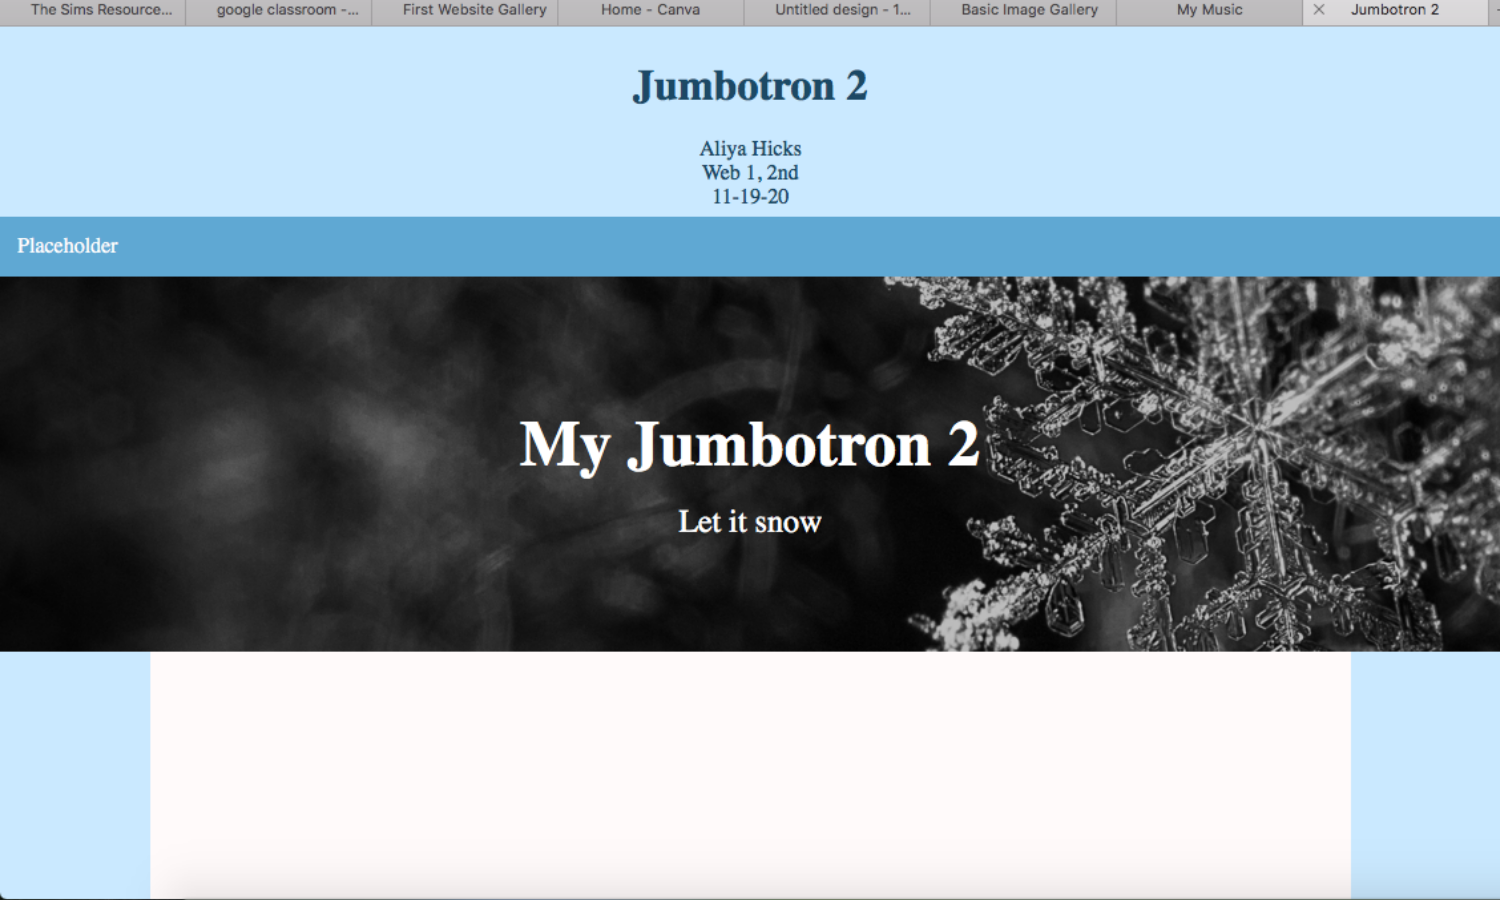 The Sims Resource...
google classroom -...
First Website Gallery
Home - Canva
Untitled design - 1...
Basic Image Gallery
My Music
Jumbotron 2
Jumbotron 2
Aliya Hicks
Web 1, 2nd
11-19-20
Placeholder
My Jumbotron 2
Let it snow